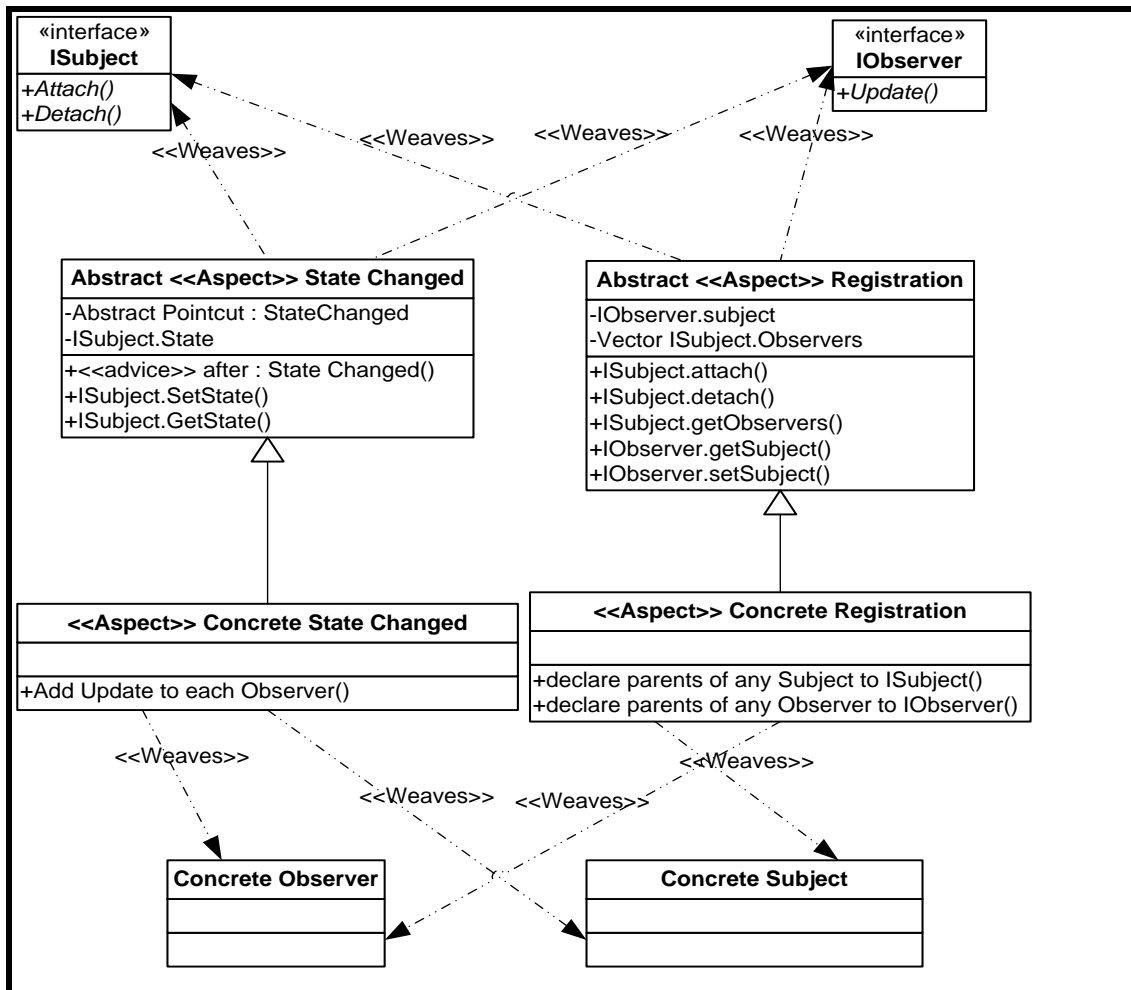 «interface»
ISubject
+Attach()
+Detach()
«interface»
IObserver
+Update()
<<Weaves>>
<<Weaves>>
<<Weaves>>
<<Weaves>>
Abstract <<Aspect>> State Changed
-Abstract Pointcut : StateChanged
-ISubject.State
+<<advice>> after : State Changed()
+ISubject.SetState()
+ISubject.GetState()
Abstract <<Aspect>> Registration
-IObserver.subject
-Vector ISubject.Observers
+ISubject.attach()
+ISubject.detach()
+ISubject.getObservers()
+IObserver.getSubject()
+IObserver.setSubject()
<<Aspect>> Concrete State Changed
+Add Update to each Observer()
<<Aspect>> Concrete Registration
+declare parents of any Subject to ISubject()
+declare parents of any Observer to IObserver()
<<Weaves>>
<<Weaves>>
<<Weaves>>
<<Weaves>>
Concrete Observer
Concrete Subject